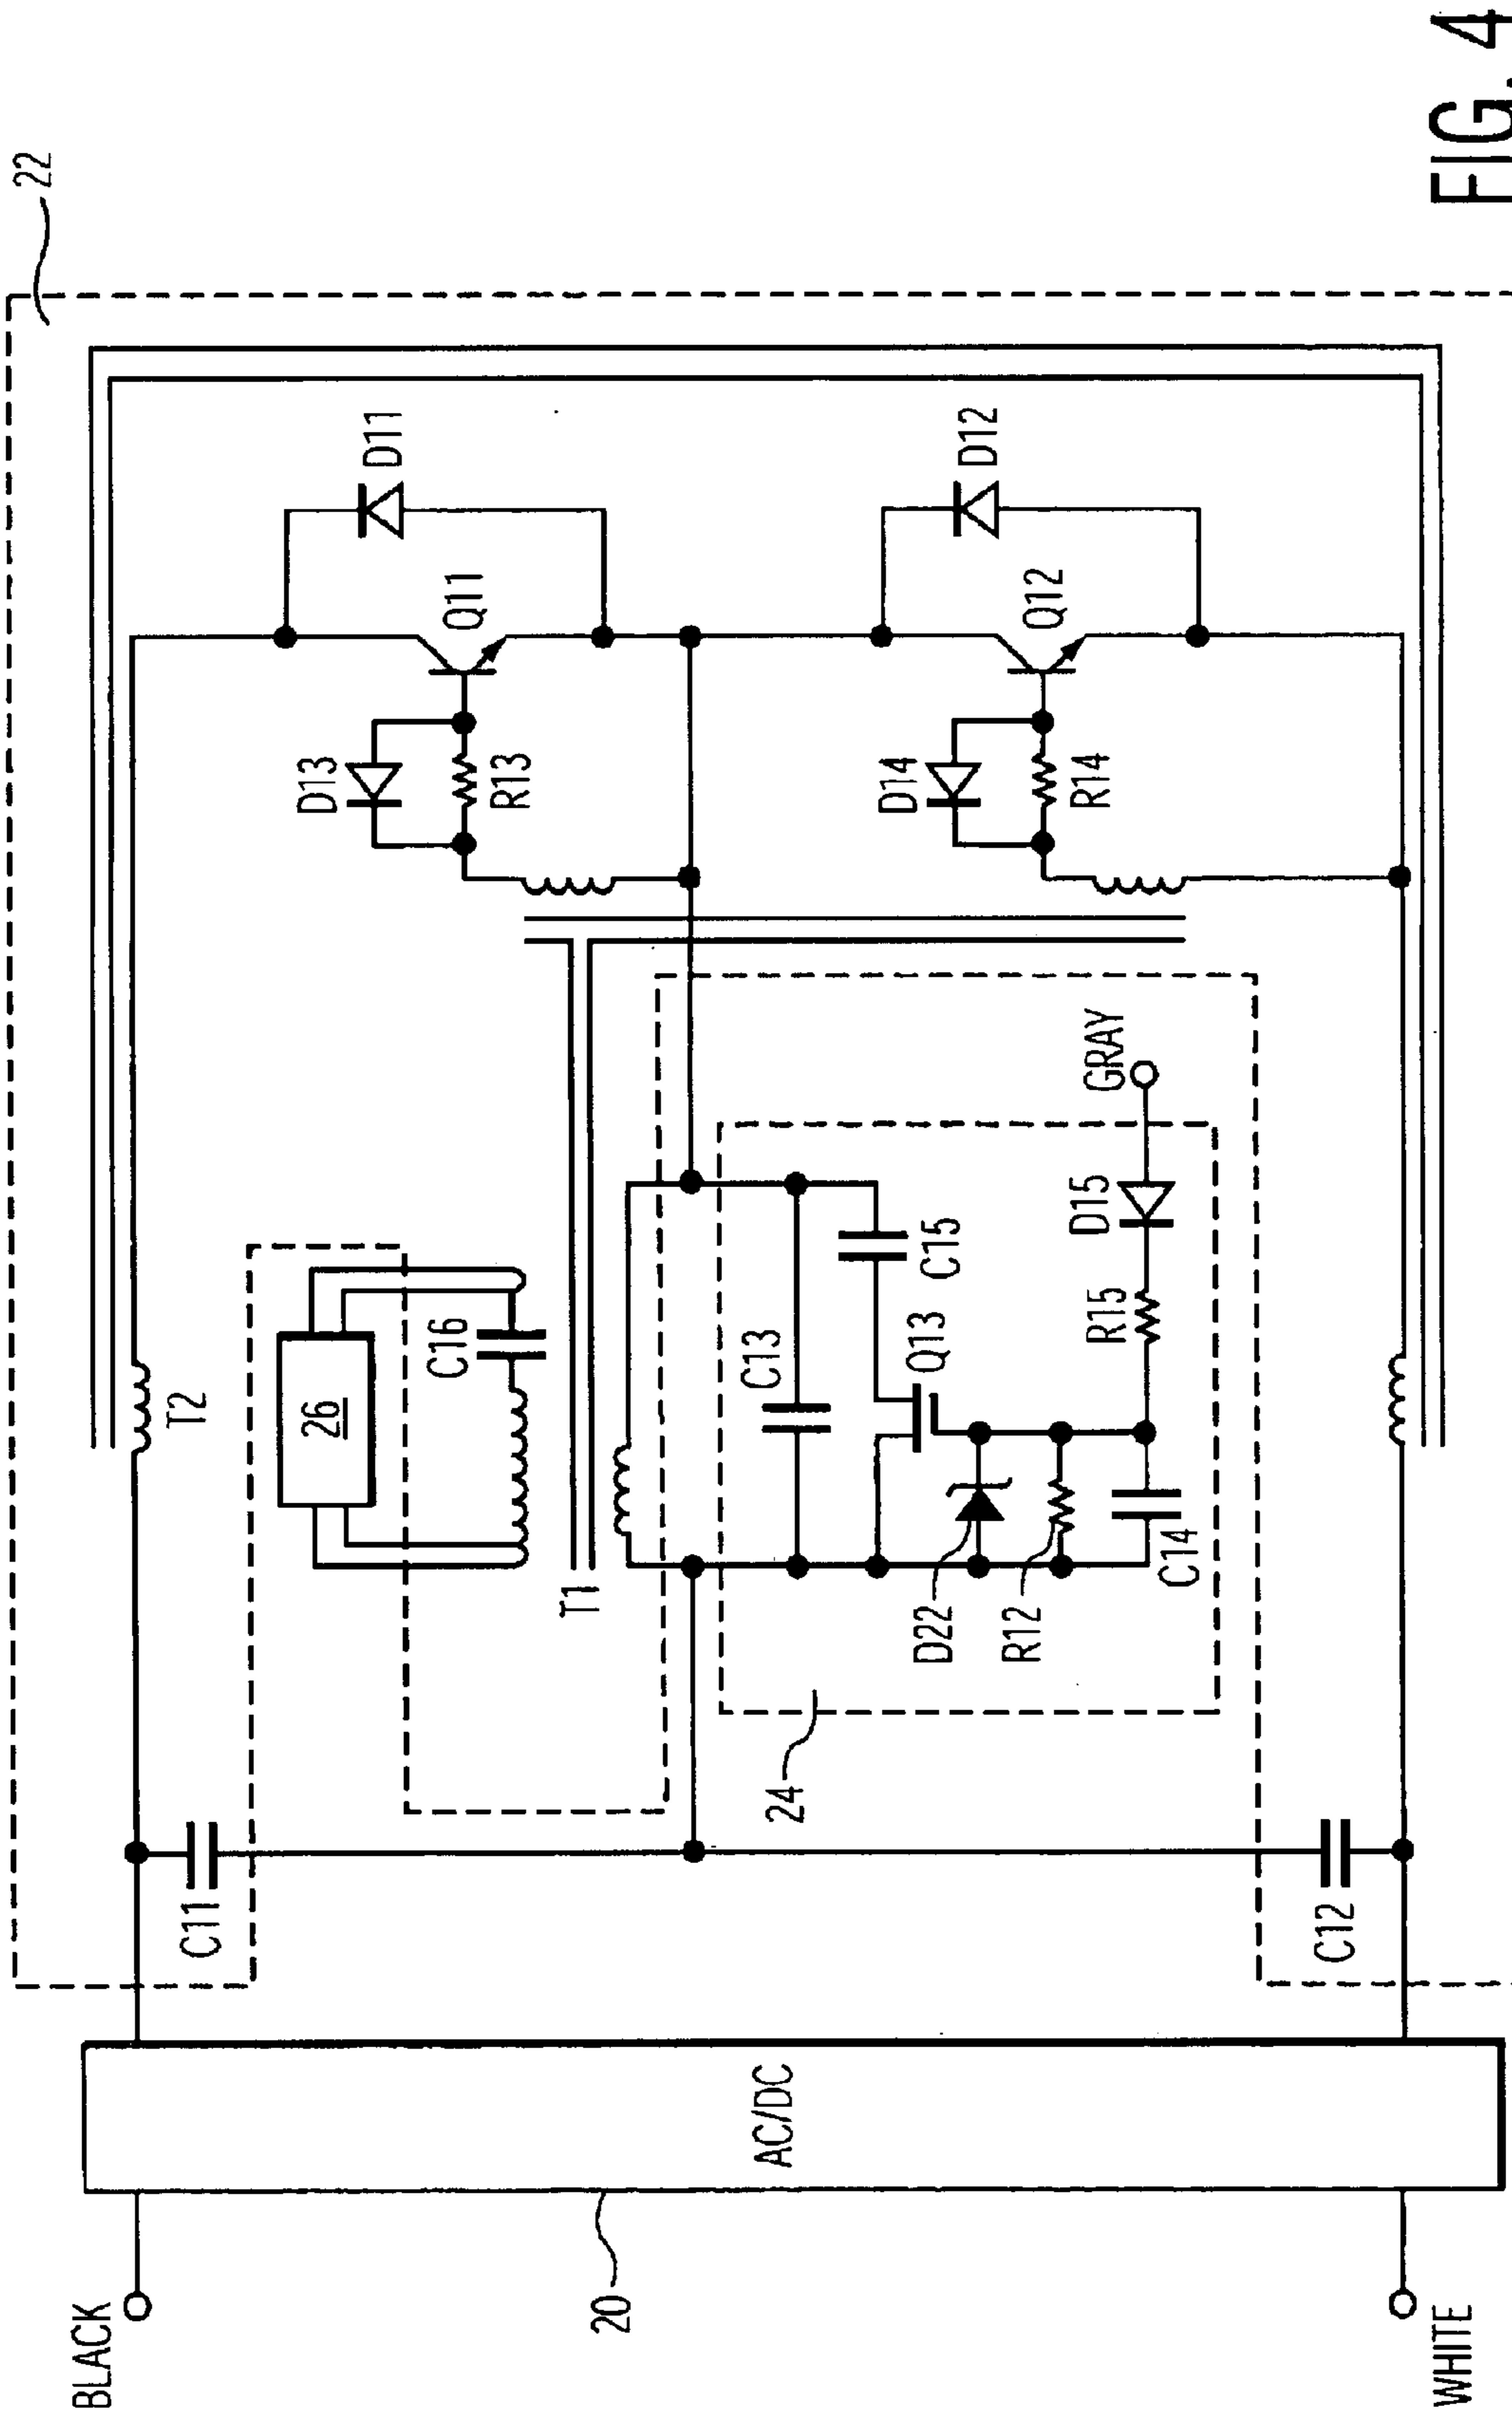 22
FIG. 4
T2
D11
Q11
D13
R13
D12
Q12
D14
R14
26
C16
T1
C13
C15
Q13
GRAY
D15
R15
D22
R12
C14
24
C11
C12
AC/DC
20
BLACK
WHITE